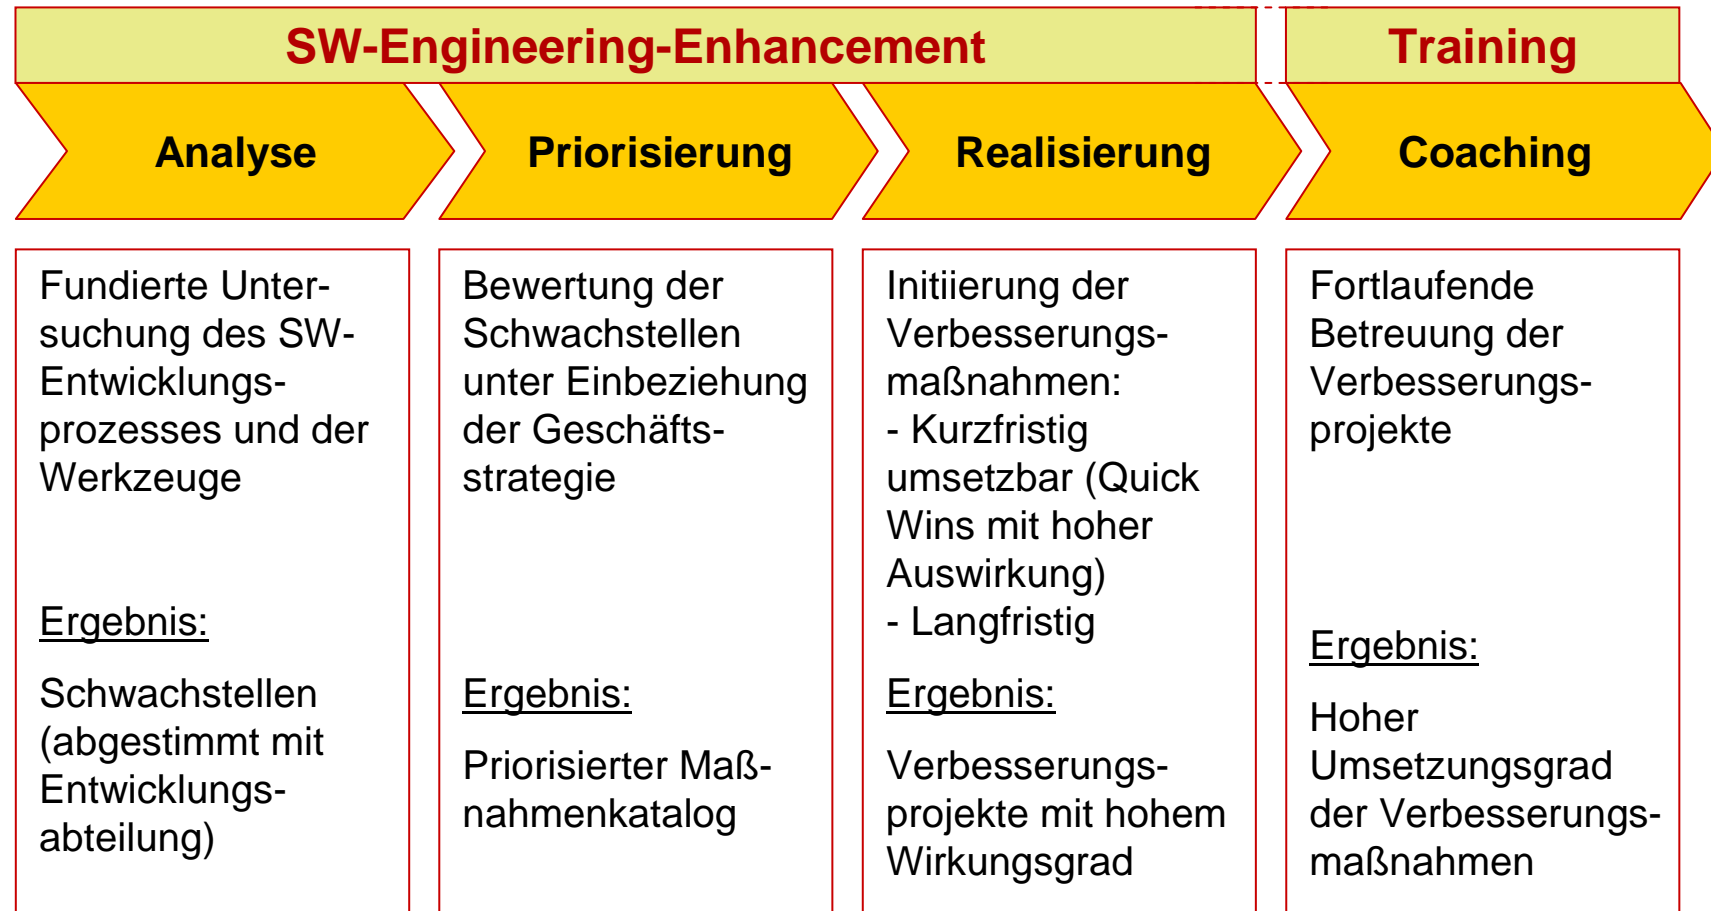 SW-Engineering-Enhancement
Training
Analyse
Priorisierung
Realisierung
Coaching
Fundierte Unter-
suchung des SW-
Entwicklungs-
prozesses und der
Werkzeuge
Ergebnis:
Schwachstellen
(abgestimmt mit
Entwicklungs-
abteilung)
Bewertung der
Schwachstellen
unter Einbeziehung
der Geschäfts-
strategie
Ergebnis:
Priorisierter Maß-
nahmenkatalog
Initiierung der
Verbesserungs-
maßnahmen:
- Kurzfristig
umsetzbar (Quick
Wins mit hoher
Auswirkung)
- Langfristig
Ergebnis:
Verbesserungs-
projekte mit hohem
Wirkungsgrad
Fortlaufende
Betreuung der
Verbesserungs-
projekte
Ergebnis:
Hoher
Umsetzungsgrad
der Verbesserungs-
maßnahmen